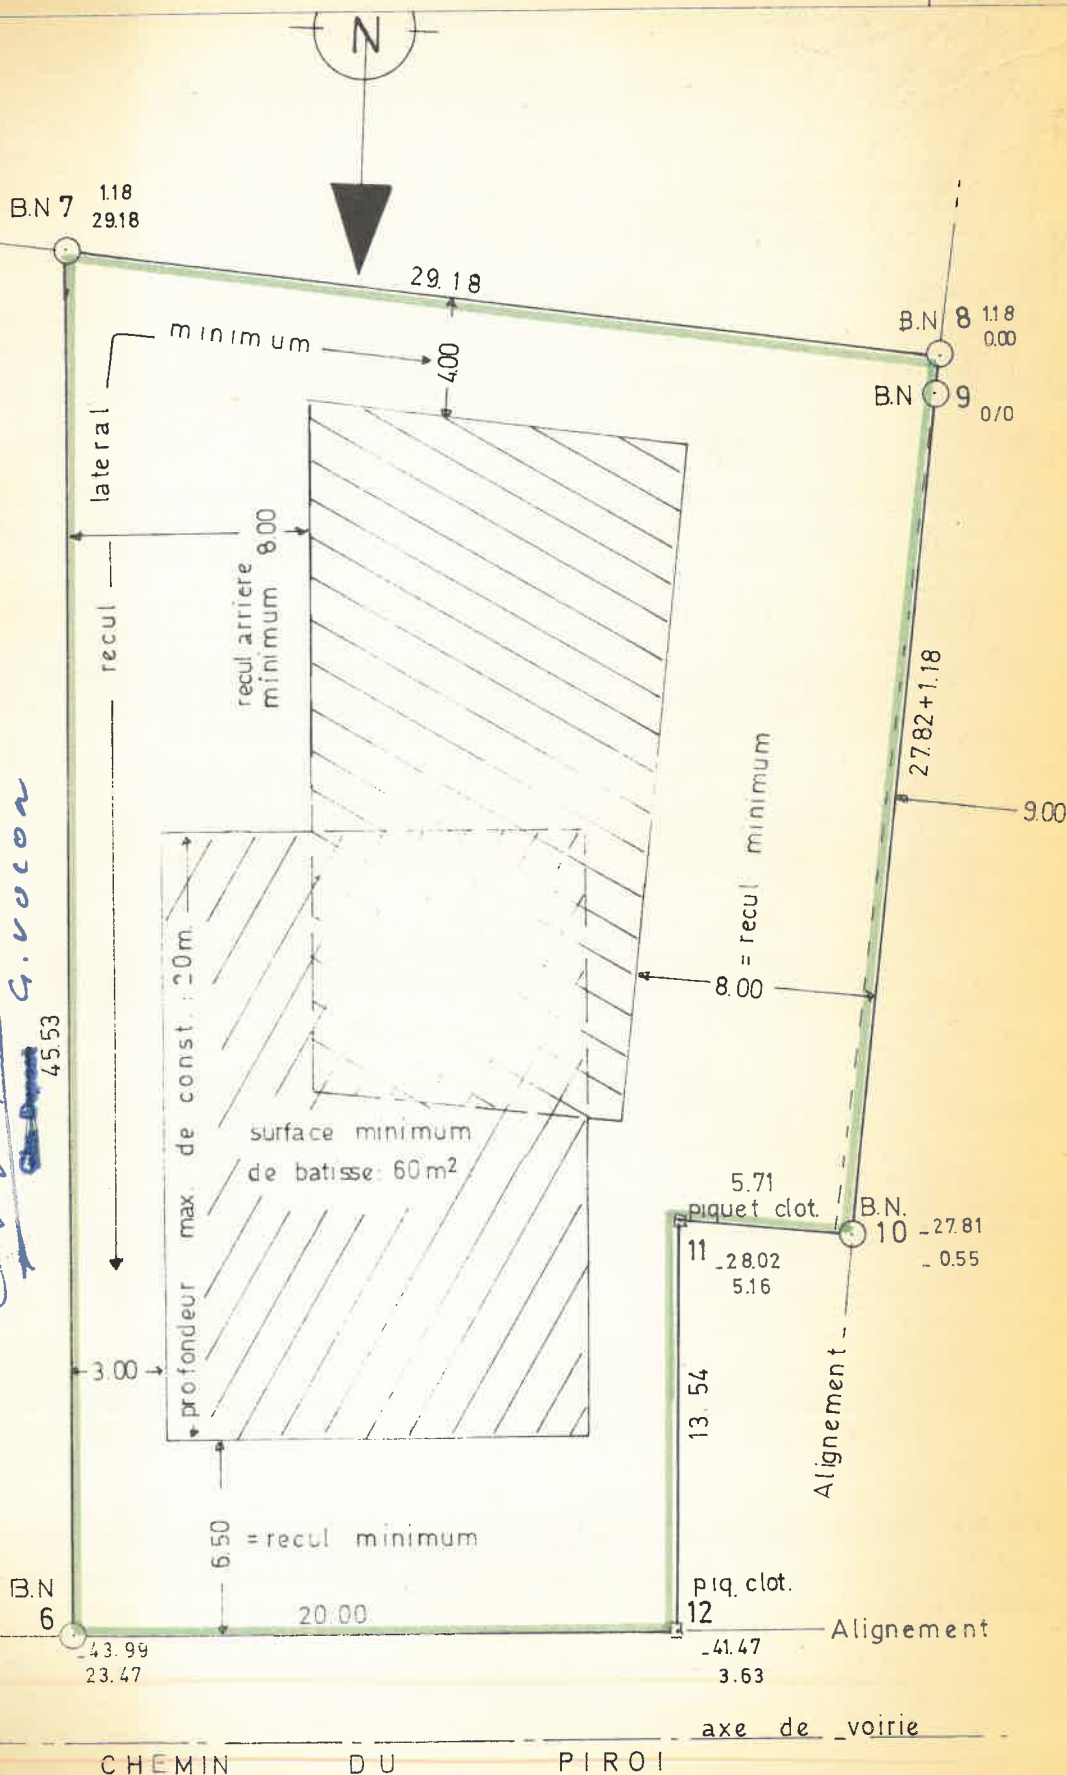 N
B.N 7 1.18
29.18
29.18
B.N 8 1.18
0.00
B.N 9 0/0
minimum
4.00
lateral
recul
recul arriere
minimum 8.00
27.82+1.18
9.00
= recul minimum
8.00
G. VUCON
45.53
profondeur max. de const. : 20m.
surface minimum
de batisse: 60m²
5.71
piquet clot.
B.N.
10 -27.81
- 0.55
11 -28.02
5.16
3.00
13.54
Alignement
6.50 = recul minimum
B.N
6
20.00
piq. clot.
12
Alignement
-43.99
23.47
-41.47
3.63
axe de voirie
CHEMIN DU PIROI